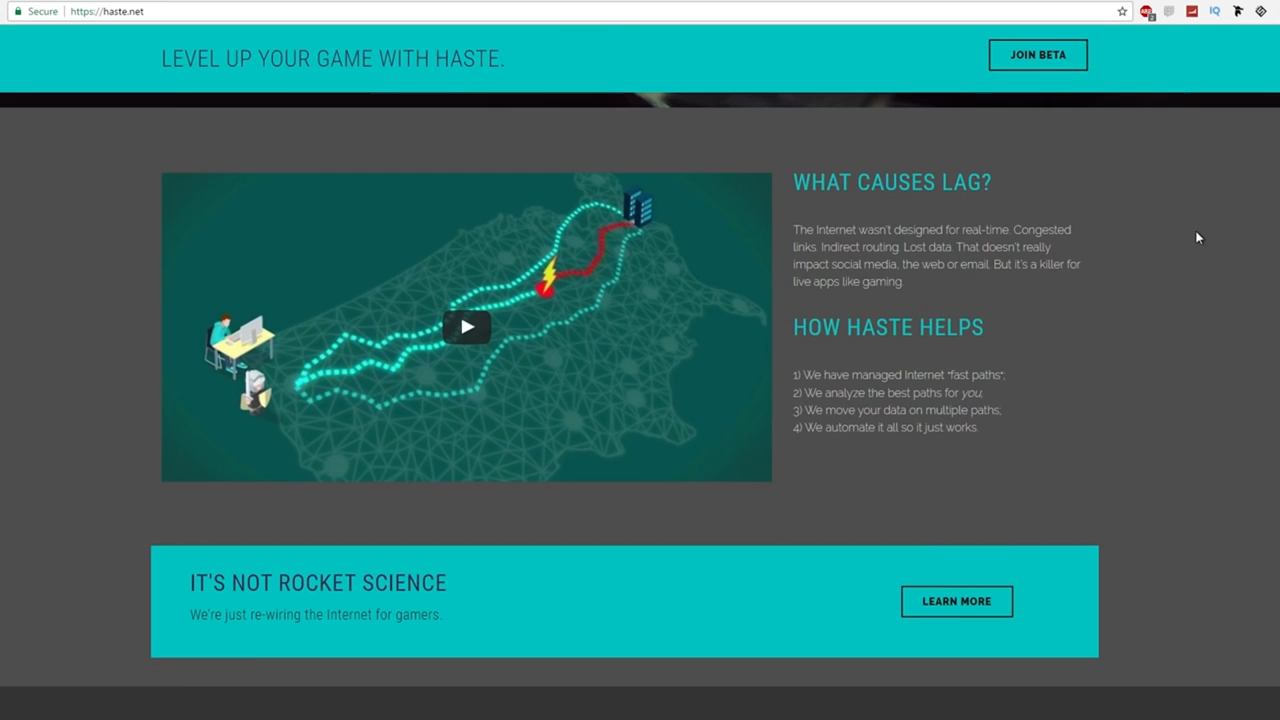 Secure
https://haste.net
IQ
LEVEL UP YOUR GAME WITH HASTE.
JOIN BETA
WHAT CAUSES LAG?
The Internet wasn't designed for real-time. Congested
links. Indirect routing. Lost data. That doesn't really
impact social media, the web or email. But it's a killer for
live apps like gaming.
HOW HASTE HELPS
1) We have managed Internet "fast paths";
2) We analyze the best paths for you;
3) We move your data on multiple paths;
4) We automate it all so it just works.
IT'S NOT ROCKET SCIENCE
We're just re-wiring the Internet for gamers.
LEARN MORE